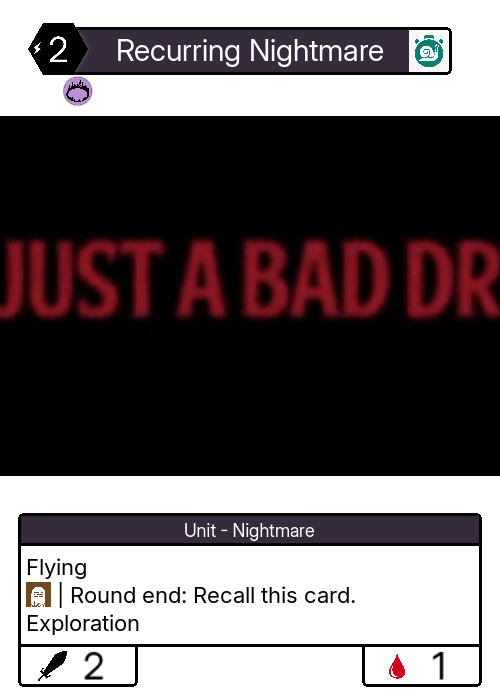 2 Recurring Nightmare
JUST A BAD DR
Unit - Nightmare
Flying
| Round end: Recall this card.
Exploration
2
1